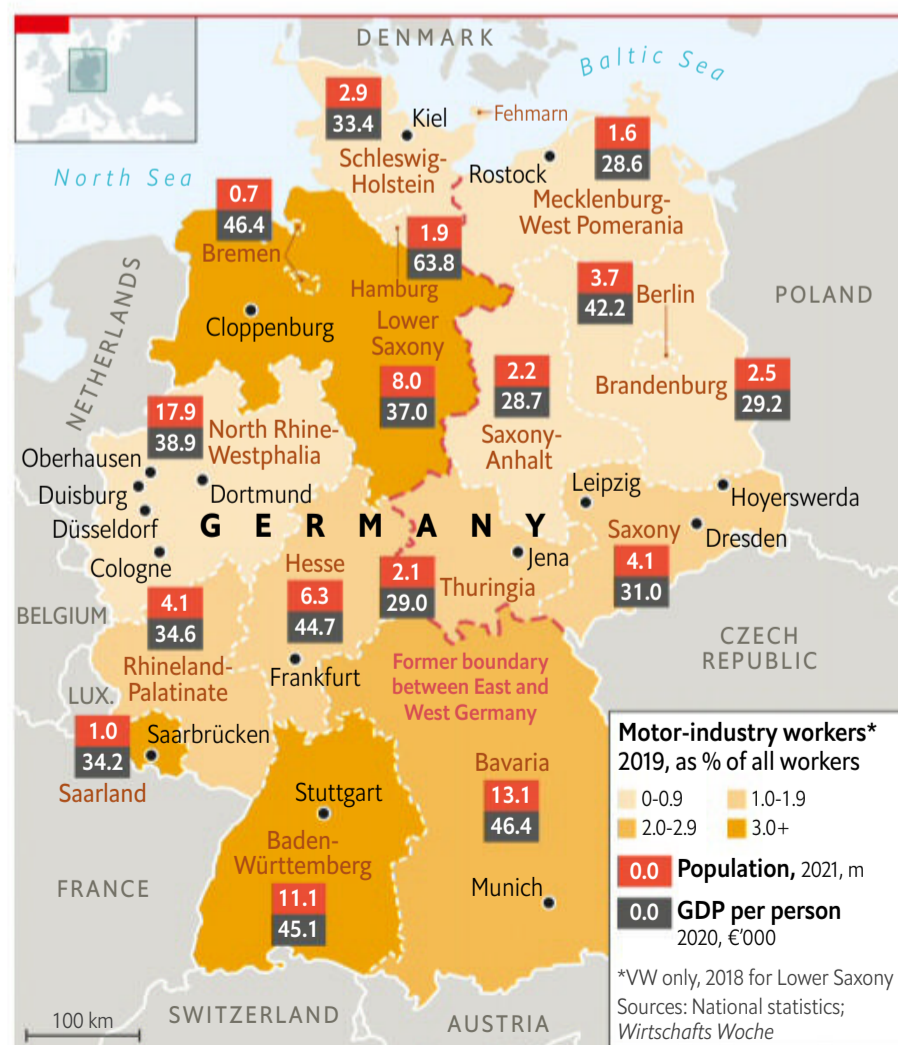 DENMARK
Baltic Sea
2.9
33.4
Kiel
Fehmarn
Schleswig-
Holstein
1.6
28.6
Rostock
Mecklenburg-
West Pomerania
North Sea
0.7
46.4
Bremen
1.9
63.8
Hamburg
3.7
42.2
Berlin
POLAND
NETHERLANDS
Cloppenburg
Lower
Saxony
8.0
37.0
2.2
28.7
Saxony-
Anhalt
Brandenburg
2.5
29.2
17.9
38.9
North Rhine-
Westphalia
Oberhausen
Duisburg
Dortmund
Düsseldorf
Cologne
GERMANY
Leipzig
Hoyerswerda
Saxony
Dresden
4.1
31.0
Jena
Hesse
6.3
44.7
2.1
29.0
Thuringia
BELGIUM
4.1
34.6
Rhineland-
Palatinate
Frankfurt
CZECH
REPUBLIC
Former boundary
between East and
West Germany
LUX.
1.0
34.2
Saarbrücken
Saarland
Stuttgart
Baden-
Württemberg
11.1
45.1
Bavaria
13.1
46.4
Munich
FRANCE
SWITZERLAND
AUSTRIA
100 km
Motor-industry workers*
2019, as % of all workers
0-0.9 1.0-1.9
2.0-2.9 3.0+
0.0 Population, 2021, m
0.0 GDP per person
2020, €’000
*VW only, 2018 for Lower Saxony
Sources: National statistics;
Wirtschafts Woche